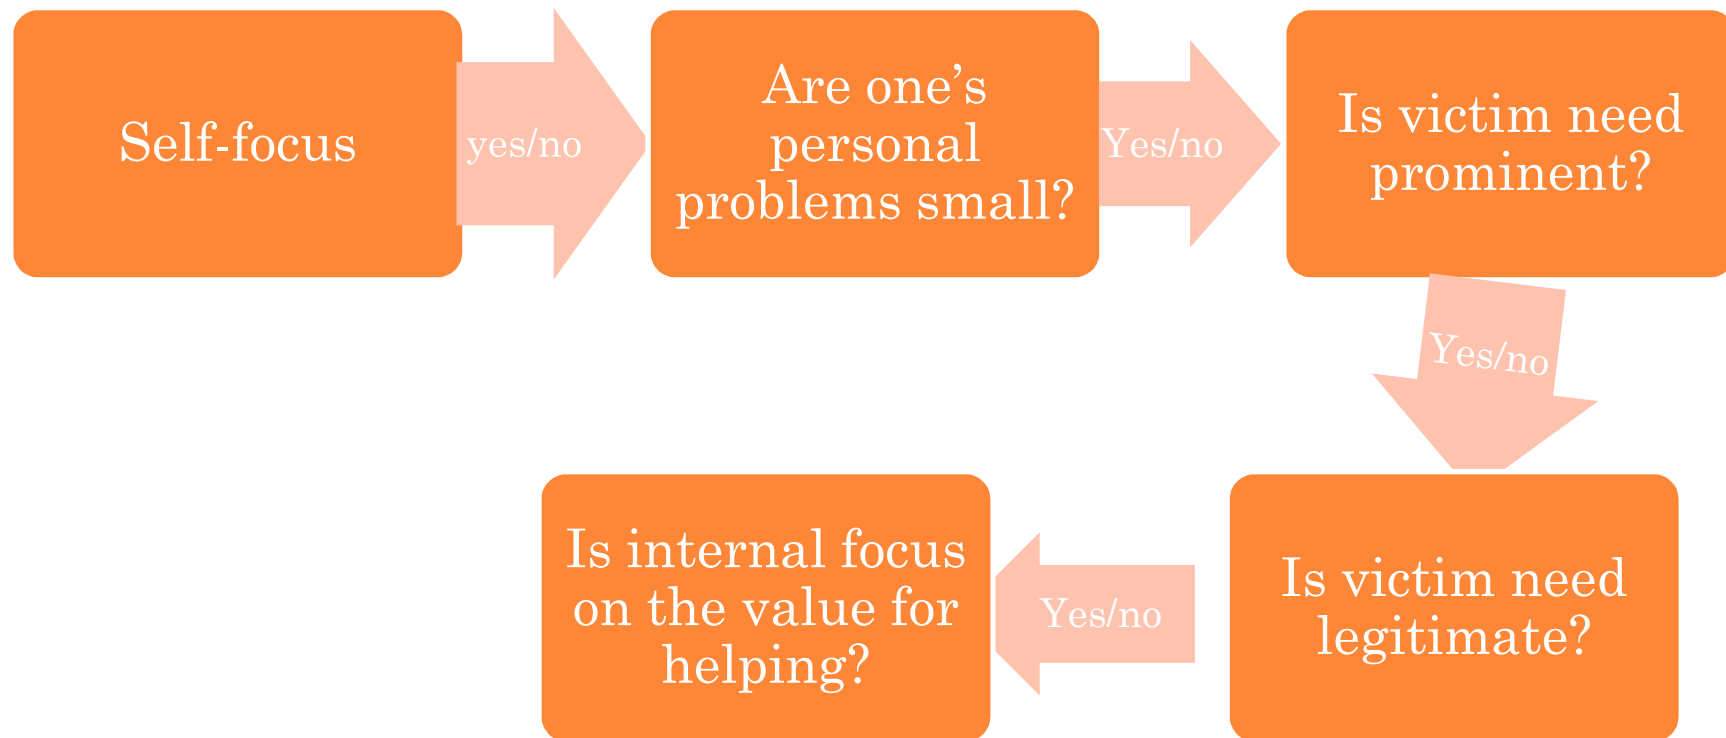 Self-focus
yes/no
Are one’s
personal
problems small?
Yes/no
Is victim need
prominent?
Yes/no
Is victim need
legitimate?
Yes/no
Is internal focus
on the value for
helping?